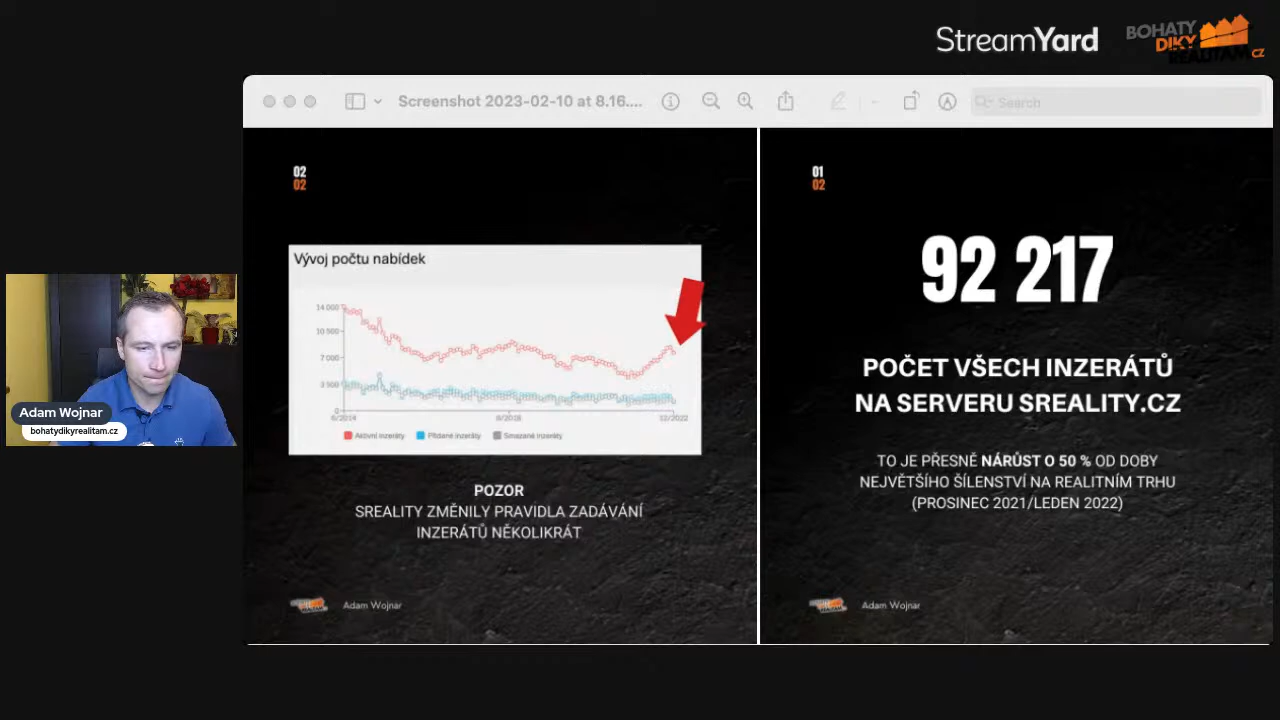 StreamYard
BOHATY
DIKY
REALITAM.CZ
Screenshot 2023-02-10 at 8.16....
Search
02
02
Vývoj počtu nabídek
14 000
10 500
7 000
3 500
0
6/2014
6/2018
12/2022
Aktivní inzeráty
Přidané inzeráty
Smazané inzeráty
POZOR
SREALITY ZMĚNILY PRAVIDLA ZADÁVÁNÍ
INZERÁTŮ NĚKOLIKRÁT
Adam Wojnar
01
02
92 217
POČET VŠECH INZERÁTŮ
NA SERVERU SREALITY.CZ
TO JE PŘESNĚ NÁRŮST O 50 % OD DOBY
NEJVĚTŠÍHO ŠÍLENSTVÍ NA REALITNÍM TRHU
(PROSINEC 2021/LEDEN 2022)
Adam Wojnar
Adam Wojnar
bohatydikyrealitam.cz